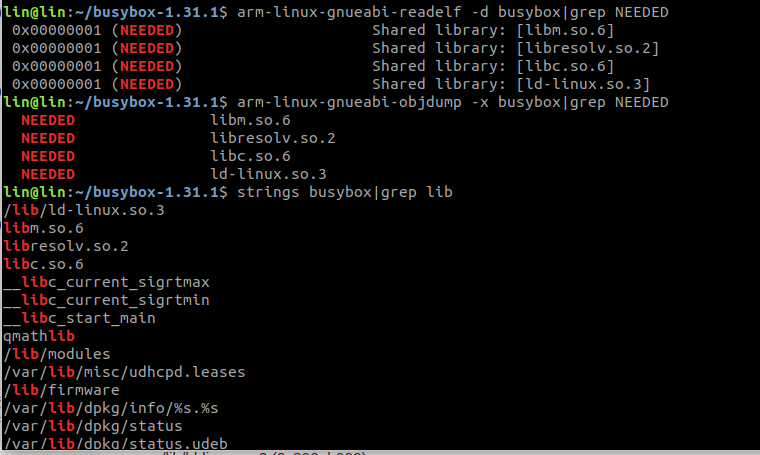 lin@lin:~/busybox-1.31.1$ arm-linux-gnueabi-readelf -d busybox|grep NEEDED
 0x00000001 (NEEDED)                     Shared library: [libm.so.6]
 0x00000001 (NEEDED)                     Shared library: [libresolv.so.2]
 0x00000001 (NEEDED)                     Shared library: [libc.so.6]
 0x00000001 (NEEDED)                     Shared library: [ld-linux.so.3]
lin@lin:~/busybox-1.31.1$ arm-linux-gnueabi-objdump -x busybox|grep NEEDED
  NEEDED               libm.so.6
  NEEDED               libresolv.so.2
  NEEDED               libc.so.6
  NEEDED               ld-linux.so.3
lin@lin:~/busybox-1.31.1$ strings busybox|grep lib
/lib/ld-linux.so.3
libm.so.6
libresolv.so.2
libc.so.6
__libc_current_sigrtmax
__libc_current_sigrtmin
__libc_start_main
qmathlib
/lib/modules
/var/lib/misc/udhcpd.leases
/lib/firmware
/var/lib/dpkg/info/%s.%s
/var/lib/dpkg/status
/var/lib/dpkg/status.udeb